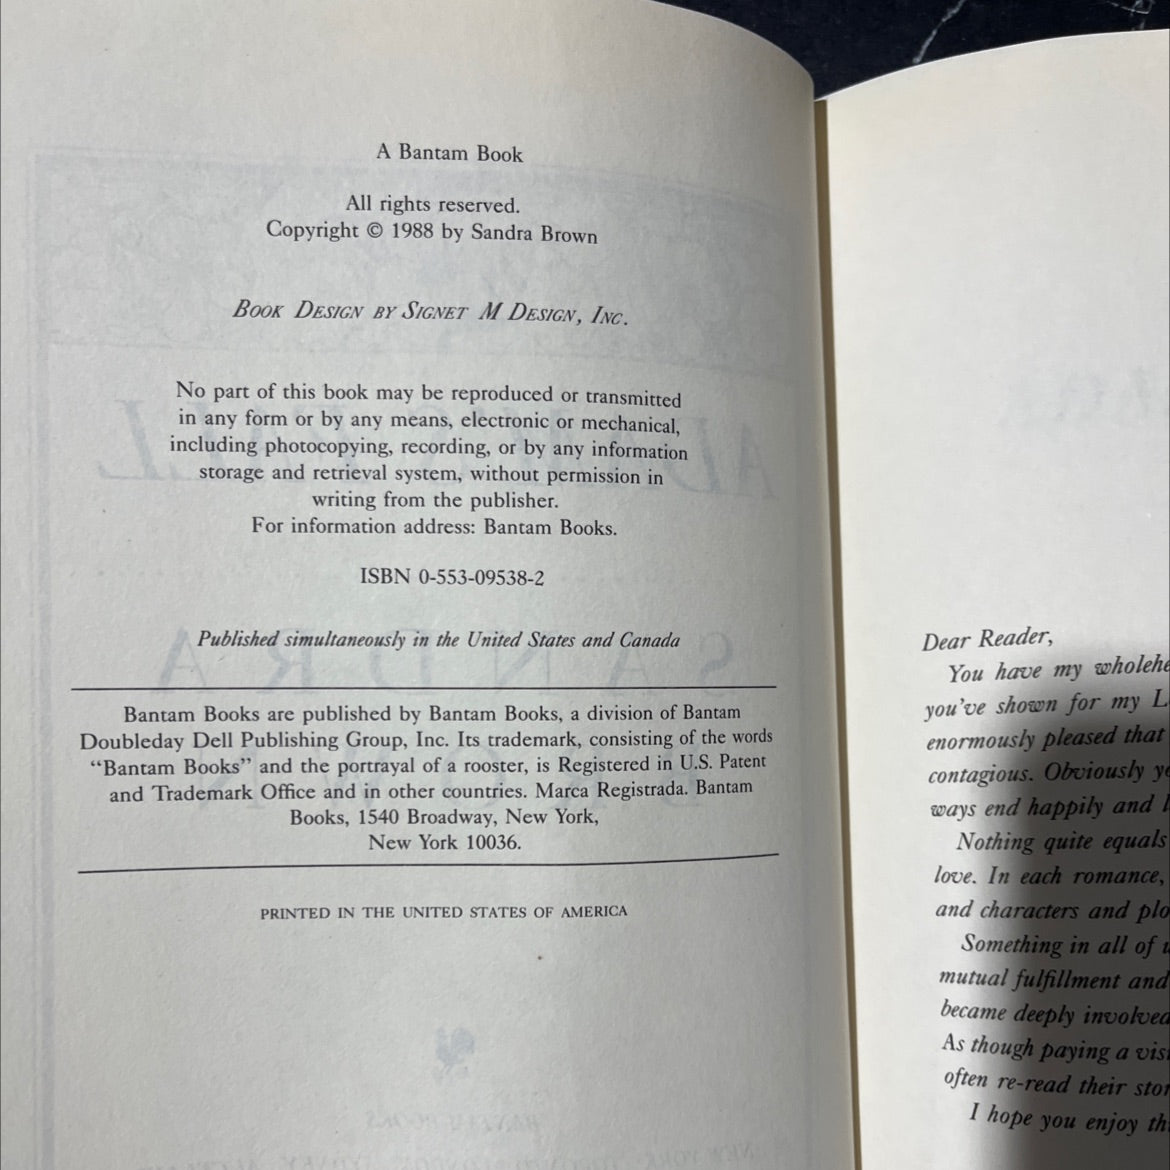 A Bantam Book
All rights reserved.
Copyright © 1988 by Sandra Brown
Book Design by Signet M Design, Inc.
No part of this book may be reproduced or transmitted
in any form or by any means, electronic or mechanical,
including photocopying, recording, or by any information
storage and retrieval system, without permission in
writing from the publisher.
For information address: Bantam Books.
ISBN 0-553-09538-2
Published simultaneously in the United States and Canada
Bantam Books are published by Bantam Books, a division of Bantam
Doubleday Dell Publishing Group, Inc. Its trademark, consisting of the words
“Bantam Books” and the portrayal of a rooster, is Registered in U.S. Patent
and Trademark Office and in other countries. Marca Registrada. Bantam
Books, 1540 Broadway, New York,
New York 10036.
PRINTED IN THE UNITED STATES OF AMERICA
Dear Reader,
You have my
you've shown for my
enormously pleased that
contagious. Obviously
ways end happily and
Nothing quite equals
love. In each romance,
and characters and
Something in all of
mutual fulfillment and
became deeply involved
As though paying a
often re-read their
I hope you enjoy